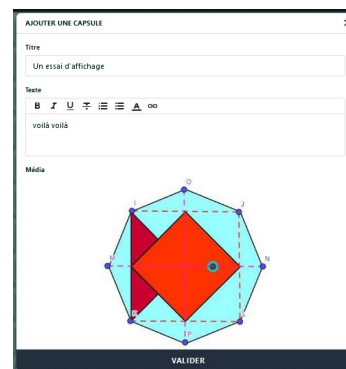 AJOUTER UNE CAPSULE
Titre
Un essai d'affichage
Texte
B I U T A
voilà voilà
Média
O
I J
M N
K L
P
VALIDER